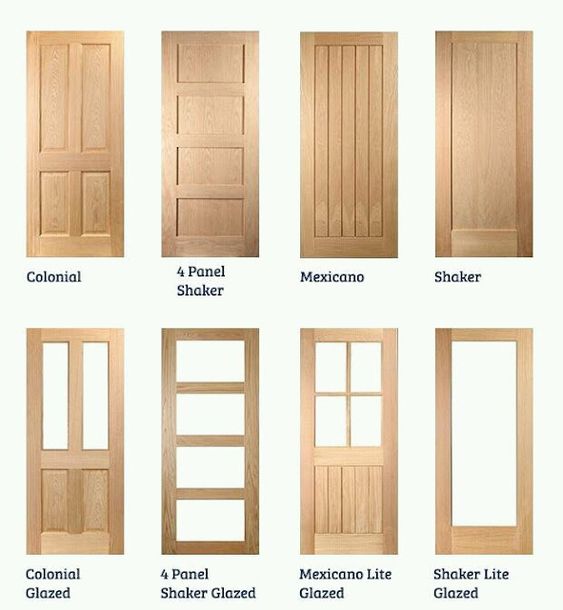 Colonial
4 Panel
Shaker
Mexicano
Shaker
Colonial
Glazed
4 Panel
Shaker Glazed
Mexicano Lite
Glazed
Shaker Lite
Glazed